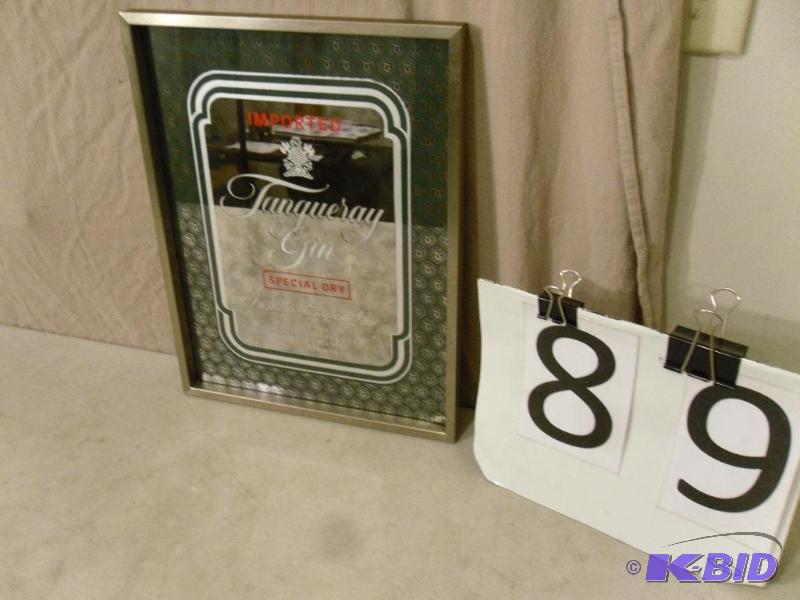 IMPORTED
Tanqueray
Gin
SPECIAL DRY
8 9
© K-BID